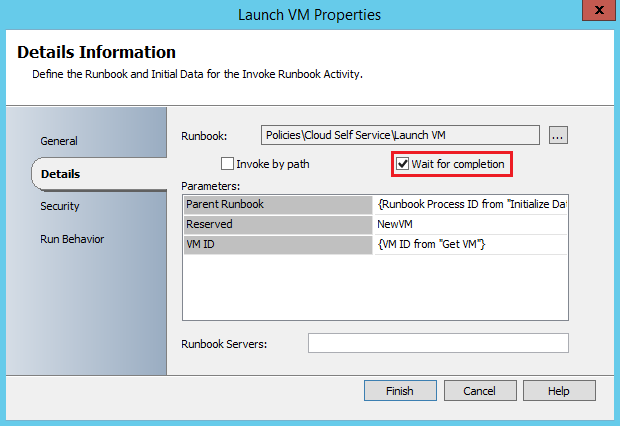 Launch VM Properties
x
Details Information
Define the Runbook and Initial Data for the Invoke Runbook Activity.
General
Details
Security
Run Behavior
Runbook: Policies\Cloud Self Service\Launch VM ...
Invoke by path Wait for completion
Parameters:
Parent Runbook {Runbook Process ID from "Initialize Da
Reserved NewVM
VM ID {VM ID from "Get VM"}
Runbook Servers:
Finish Cancel Help